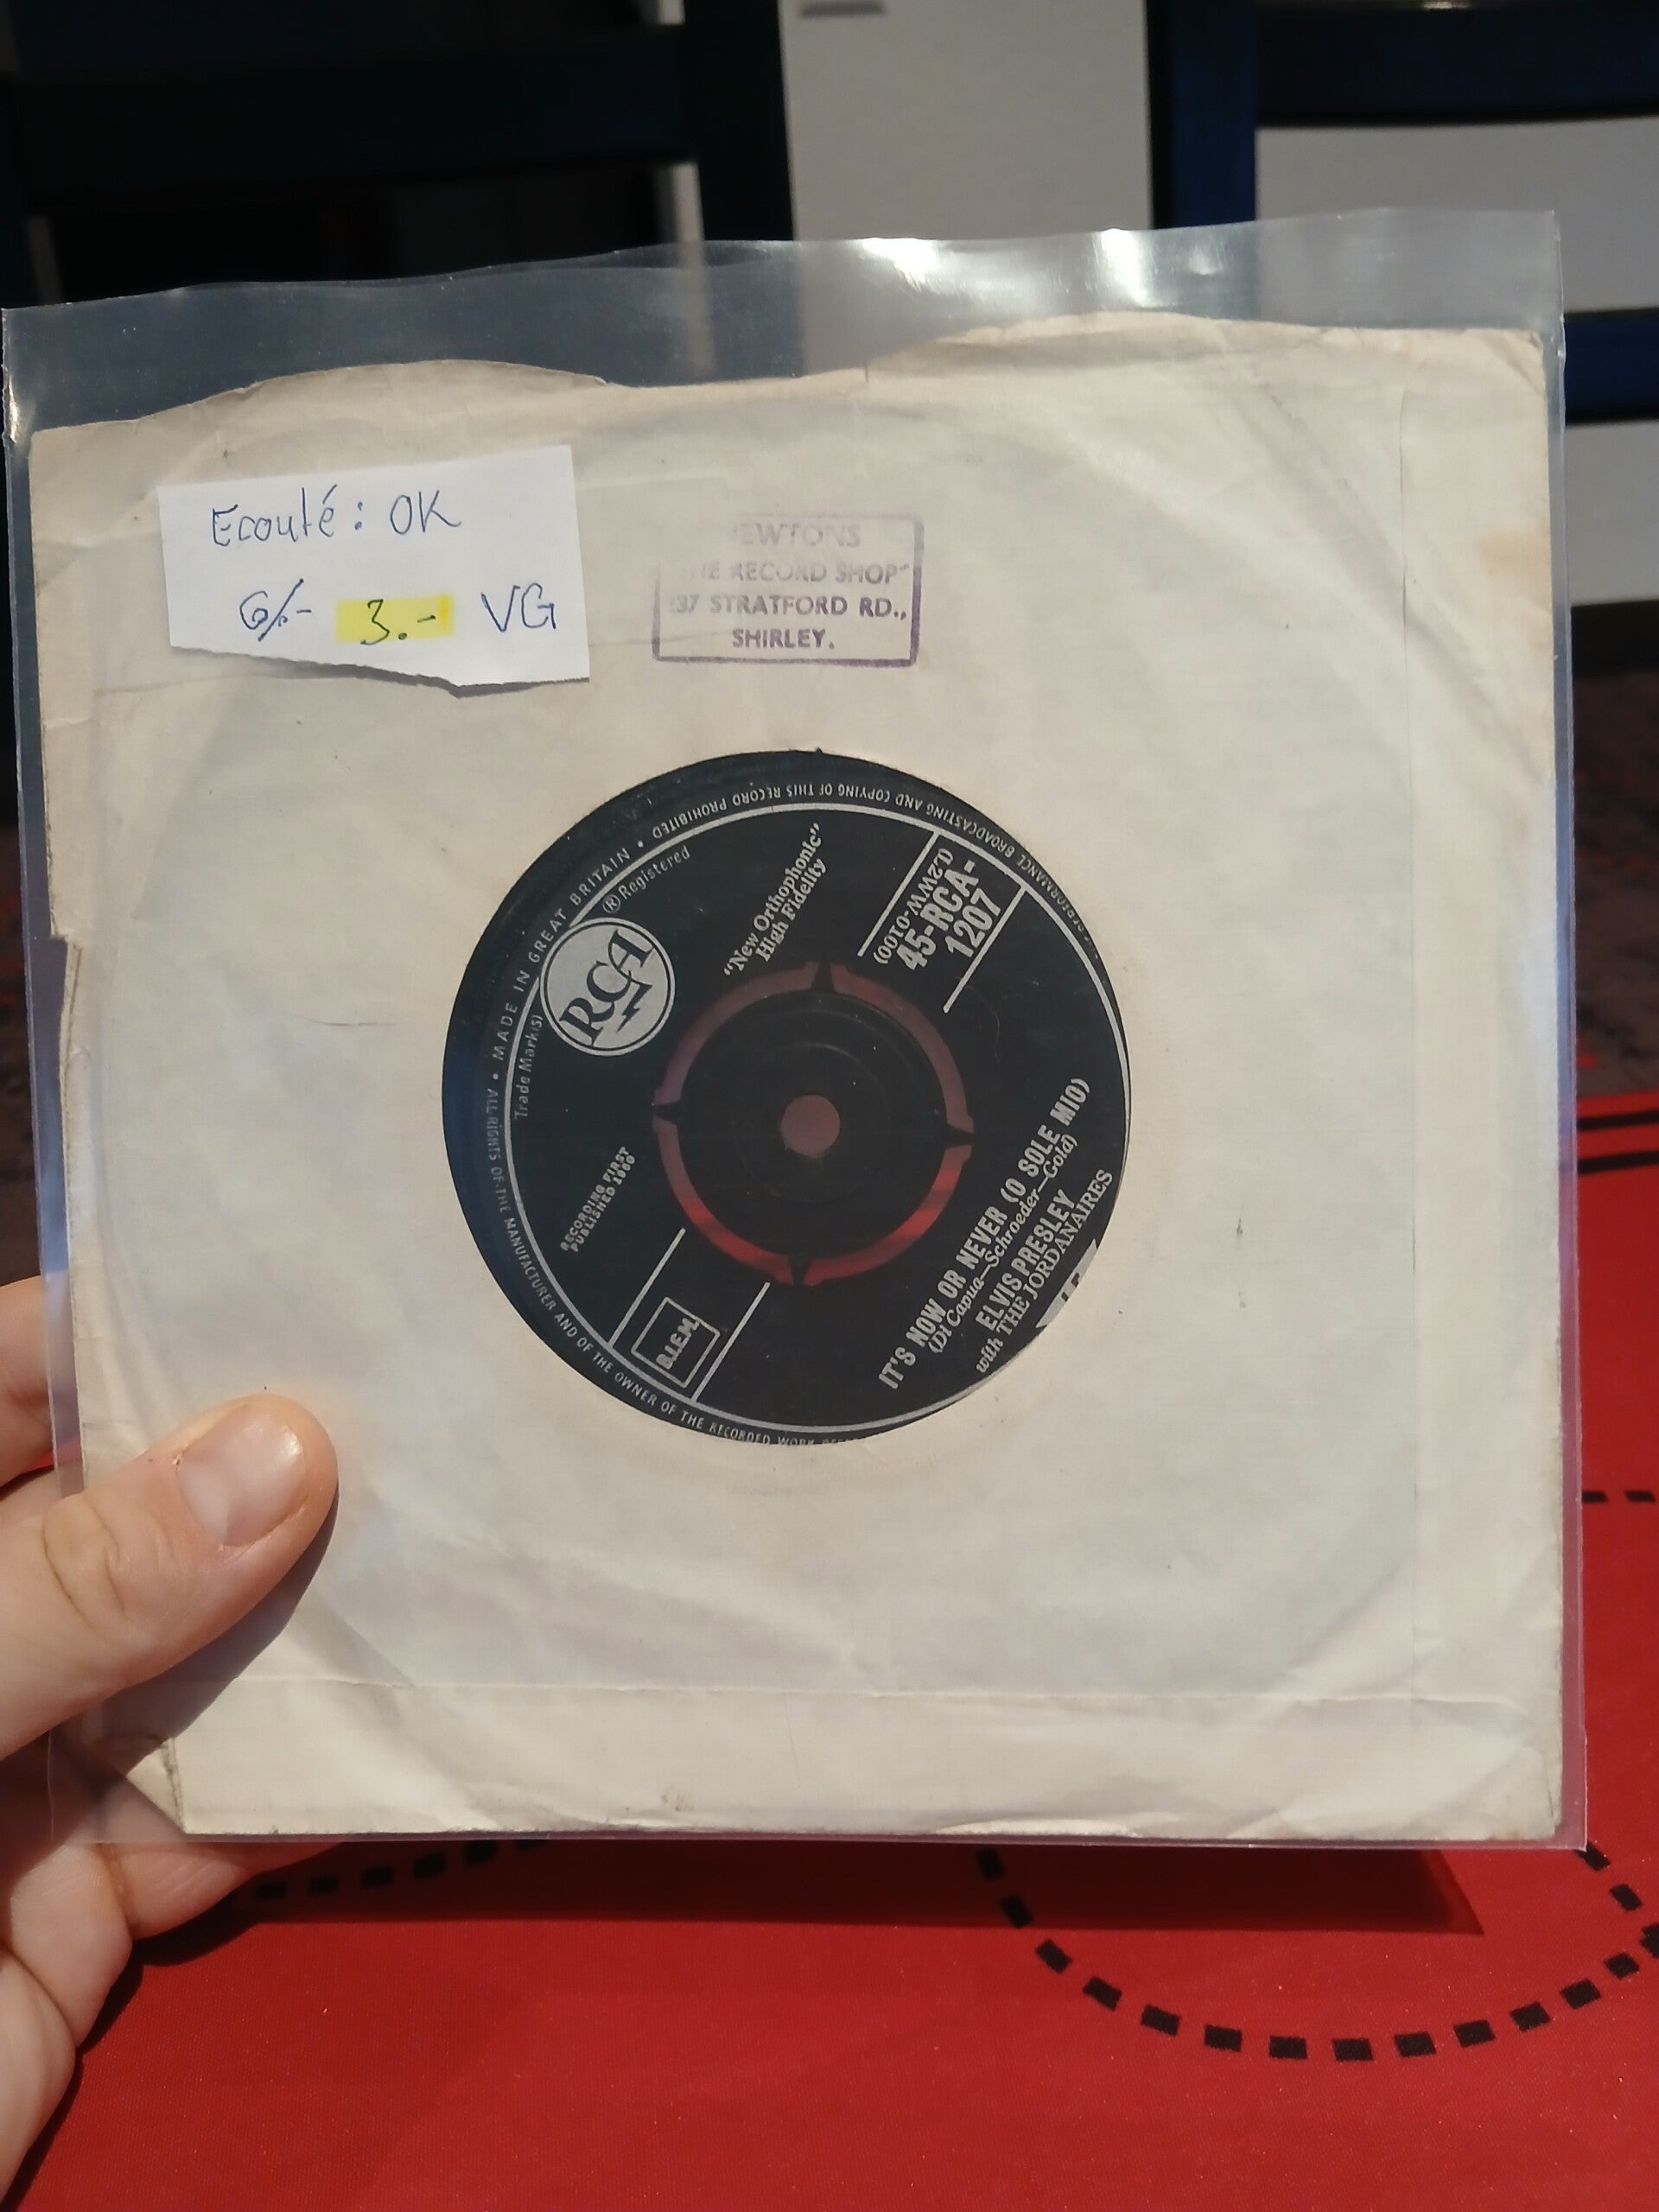 Ecouté : OK
6/.- 3.- VG
EWTONS
RECORD SHOP"
37 STRATFORD RD.,
SHIRLEY.
PERFORMANCE BROADCASTING AND COPYING OF THIS RECORD PROHIBITED
ALL RIGHTS OF THE MANUFACTURER AND OF THE OWNER OF THE RECORDED WORK
• MADE IN GREAT BRITAIN •
Trade Mark(s)
® Registered
RCA
"New Orthophonic"
High Fidelity
(L2WW-0100)
45-RCA-
1207
RECORDING FIRST
PUBLISHED 1960
B.I.E.M.
IT'S NOW OR NEVER (O SOLE MIO)
(Di Capua—Schroeder—Gold)
ELVIS PRESLEY
with THE JORDANAIRES